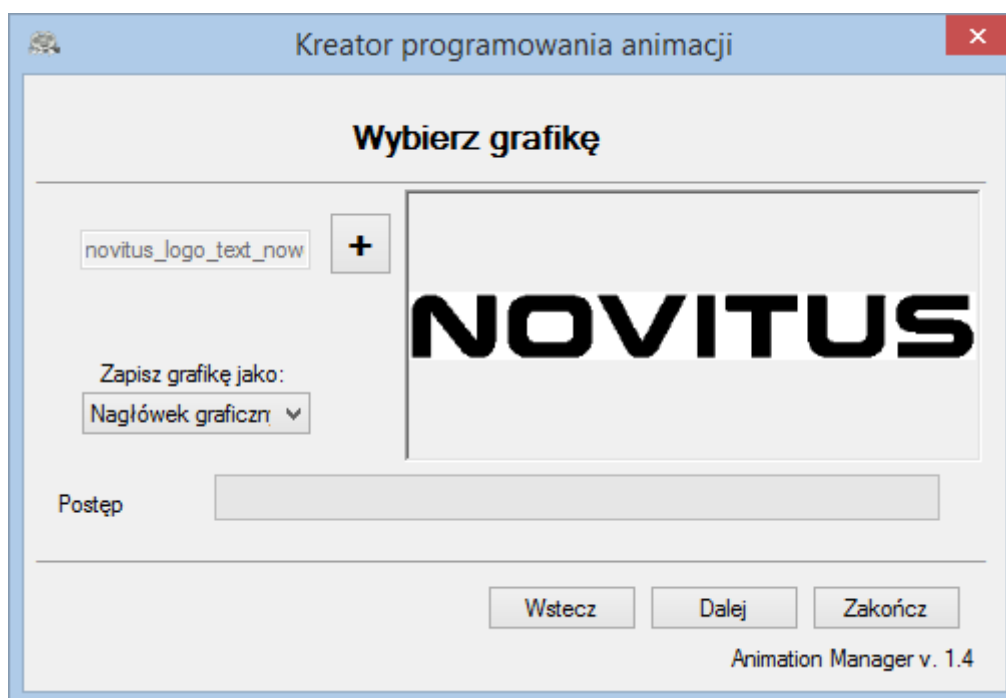 Kreator programowania animacji
Wybierz grafikę
novitus_logo_text_now
+
NOVITUS
Zapisz grafikę jako:
Nagłówek graficzn
Postęp
Wstecz Dalej Zakończ
Animation Manager v. 1.4